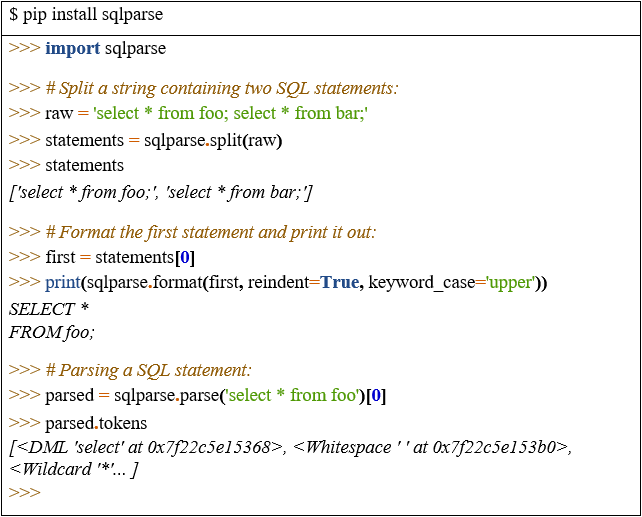 $ pip install sqlparse
>>> import sqlparse
>>> # Split a string containing two SQL statements:
>>> raw = 'select * from foo; select * from bar;'
>>> statements = sqlparse.split(raw)
>>> statements
['select * from foo;', 'select * from bar;']
>>> # Format the first statement and print it out:
>>> first = statements[0]
>>> print(sqlparse.format(first, reindent=True, keyword_case='upper'))
SELECT *
FROM foo;
>>> # Parsing a SQL statement:
>>> parsed = sqlparse.parse('select * from foo')[0]
>>> parsed.tokens
[<DML 'select' at 0x7f22c5e15368>, <Whitespace ' ' at 0x7f22c5e153b0>,
<Wildcard '*'... ]
>>>